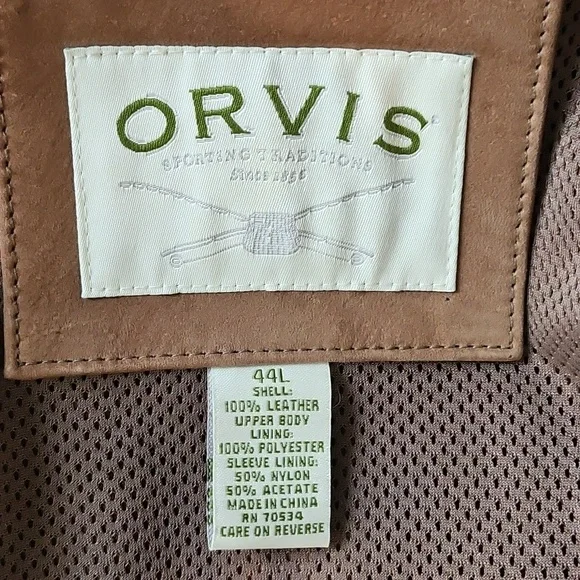 ORVIS®
SPORTING TRADITIONS
Since 1856
44L
SHELL:
100% LEATHER
UPPER BODY
LINING:
100% POLYESTER
SLEEVE LINING:
50% NYLON
50% ACETATE
MADE IN CHINA
RN 70534
CARE ON REVERSE